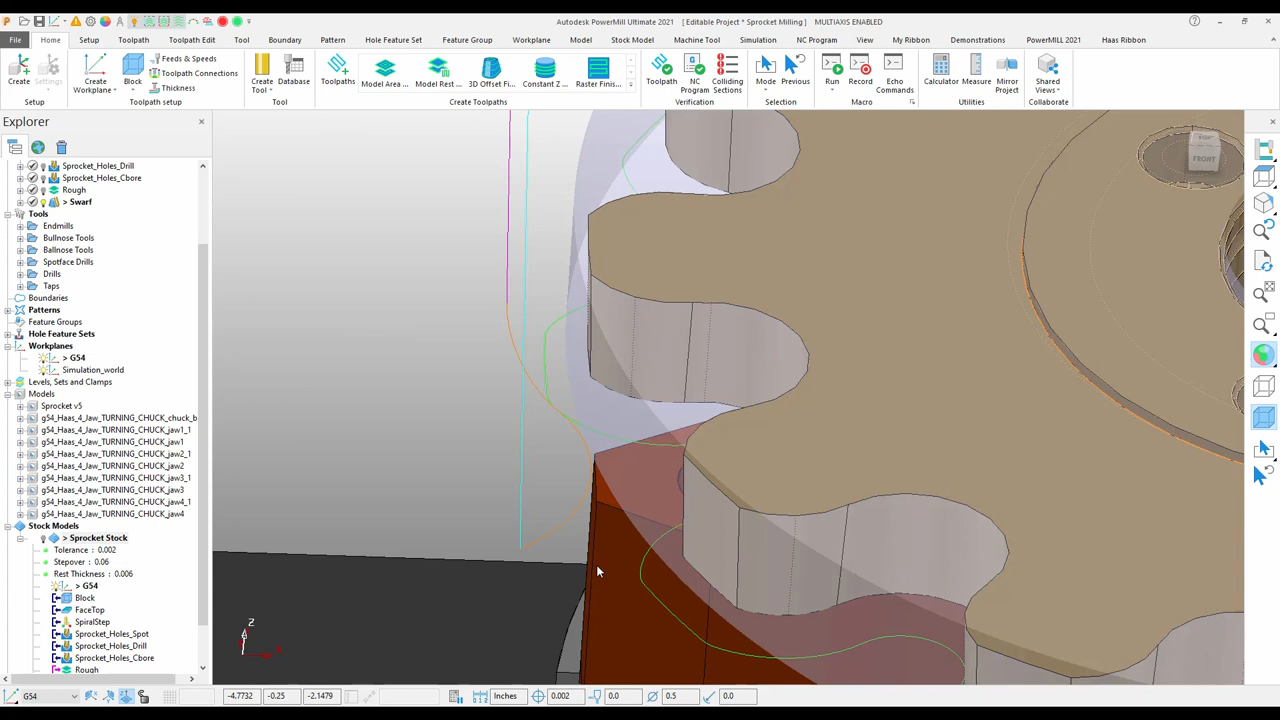 Autodesk PowerMill Ultimate 2021 [ Editable Project * Sprocket Milling ] MULTIAXIS ENABLED
File Home Setup Toolpath Toolpath Edit Tool Boundary Pattern Hole Feature Set Feature Group Workplane Model Stock Model Machine Tool Simulation NC Program View My Ribbon Demonstrations PowerMILL 2021 Haas Ribbon
Create Settings
Setup
Create Workplane
Block
Feeds & Speeds
Toolpath Connections
Thickness
Toolpath setup
Create Tool
Database
Tool
Toolpaths
Model Area ...
Model Rest ...
3D Offset Fi...
Constant Z ...
Raster Finis...
Create Toolpaths
Toolpath
NC Program
Colliding Sections
Verification
Mode
Previous
Selection
Run
Record
Echo Commands
Macro
Calculator
Measure
Mirror Project
Utilities
Shared Views
Collaborate
Explorer
Sprocket_Holes_Drill
Sprocket_Holes_Cbore
Rough
> Swarf
Tools
Endmills
Bullnose Tools
Ballnose Tools
Spotface Drills
Drills
Taps
Boundaries
Patterns
Feature Groups
Hole Feature Sets
Workplanes
> G54
Simulation_world
Levels, Sets and Clamps
Models
Sprocket v5
g54_Haas_4_Jaw_TURNING_CHUCK_chuck_b
g54_Haas_4_Jaw_TURNING_CHUCK_jaw1_1
g54_Haas_4_Jaw_TURNING_CHUCK_jaw1
g54_Haas_4_Jaw_TURNING_CHUCK_jaw2_1
g54_Haas_4_Jaw_TURNING_CHUCK_jaw2
g54_Haas_4_Jaw_TURNING_CHUCK_jaw3_1
g54_Haas_4_Jaw_TURNING_CHUCK_jaw3
g54_Haas_4_Jaw_TURNING_CHUCK_jaw4_1
g54_Haas_4_Jaw_TURNING_CHUCK_jaw4
Stock Models
> Sprocket Stock
Tolerance : 0.002
Stepover : 0.06
Rest Thickness : 0.006
> G54
Block
FaceTop
SpiralStep
Sprocket_Holes_Spot
Sprocket_Holes_Drill
Sprocket_Holes_Cbore
Rough
FRONT
Z
G54 -4.7732 -0.25 -2.1479 Inches 0.002 0.0 0.5 0.0